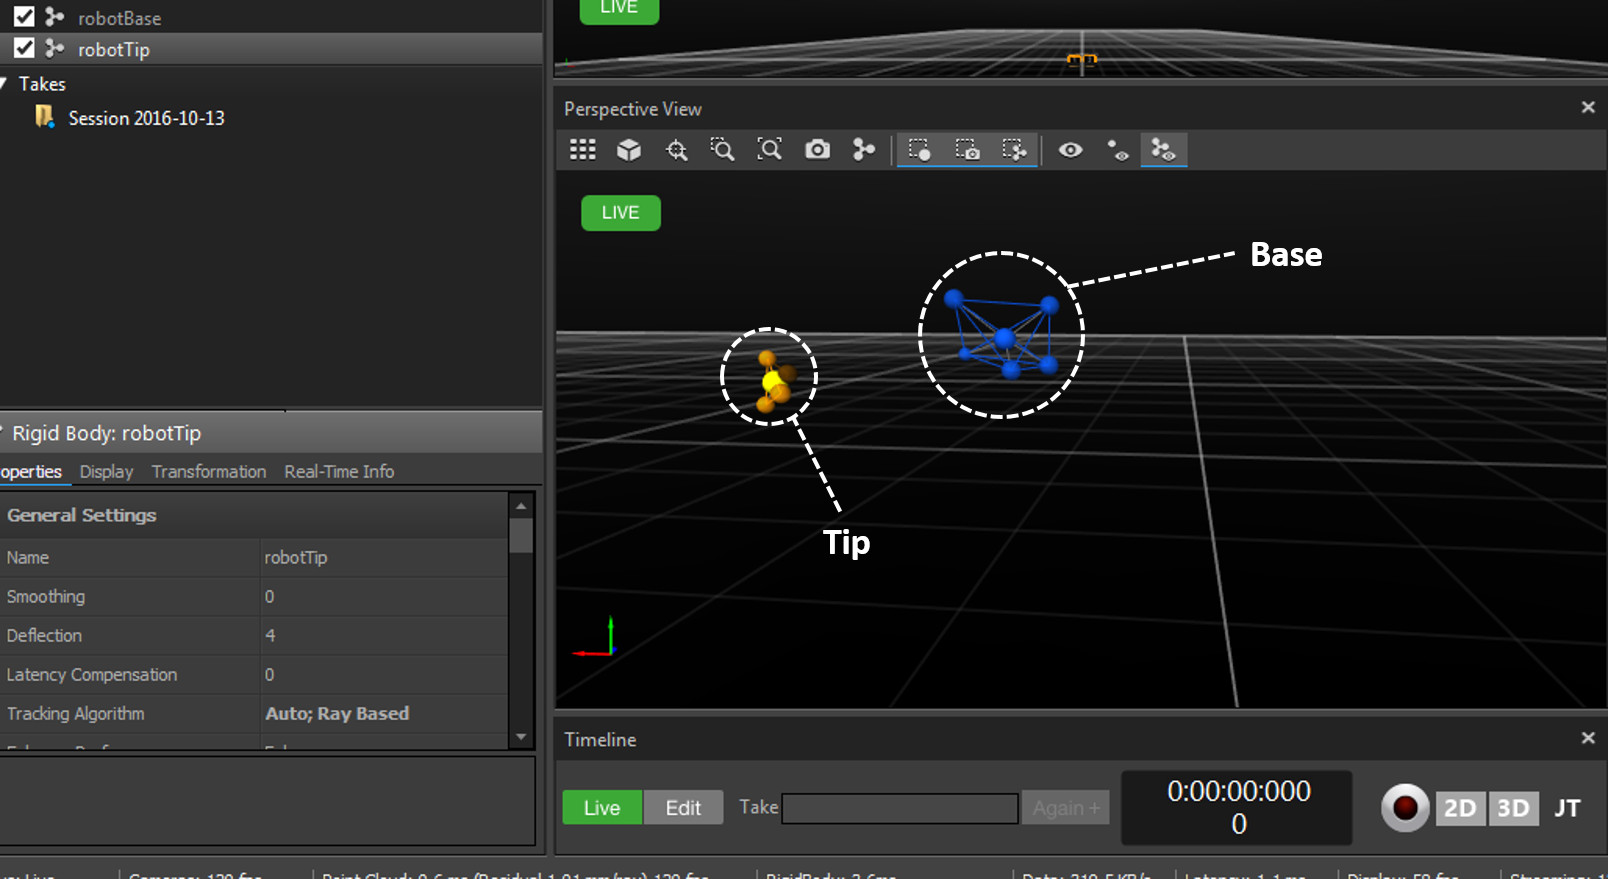 robotBase
robotTip
Takes
Session 2016-10-13
LIVE
Perspective View
LIVE
Base
Tip
Rigid Body: robotTip
operties Display Transformation Real-Time Info
General Settings
Name robotTip
Smoothing 0
Deflection 4
Latency Compensation 0
Tracking Algorithm Auto; Ray Based
Timeline
Live Edit Take Again + 0:00:00:000 2D 3D JT
0